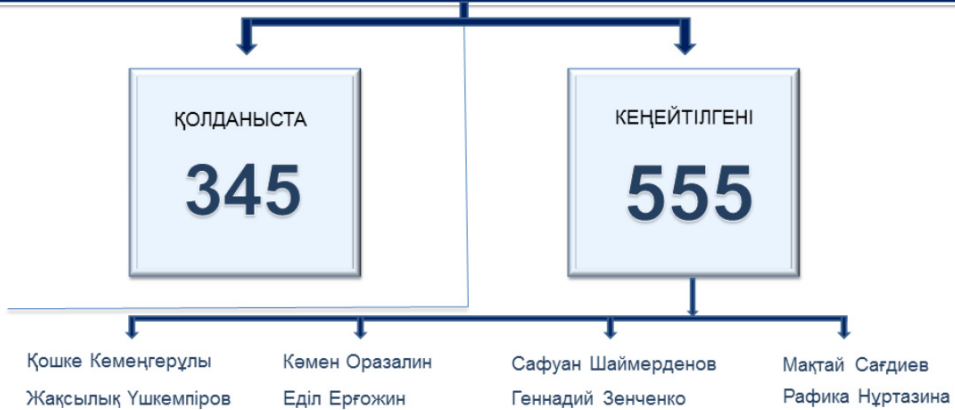 ҚОЛДАНЫСТА
345
КЕҢЕЙТІЛГЕНІ
555
Қошке Кемеңгерұлы
Жақсылық Үшкемпіров
Көмен Оразалин
Еділ Ерғожин
Сафуан Шаймерденов
Геннадий Зенченко
Мақтай Сағдиев
Рафика Нұртазина